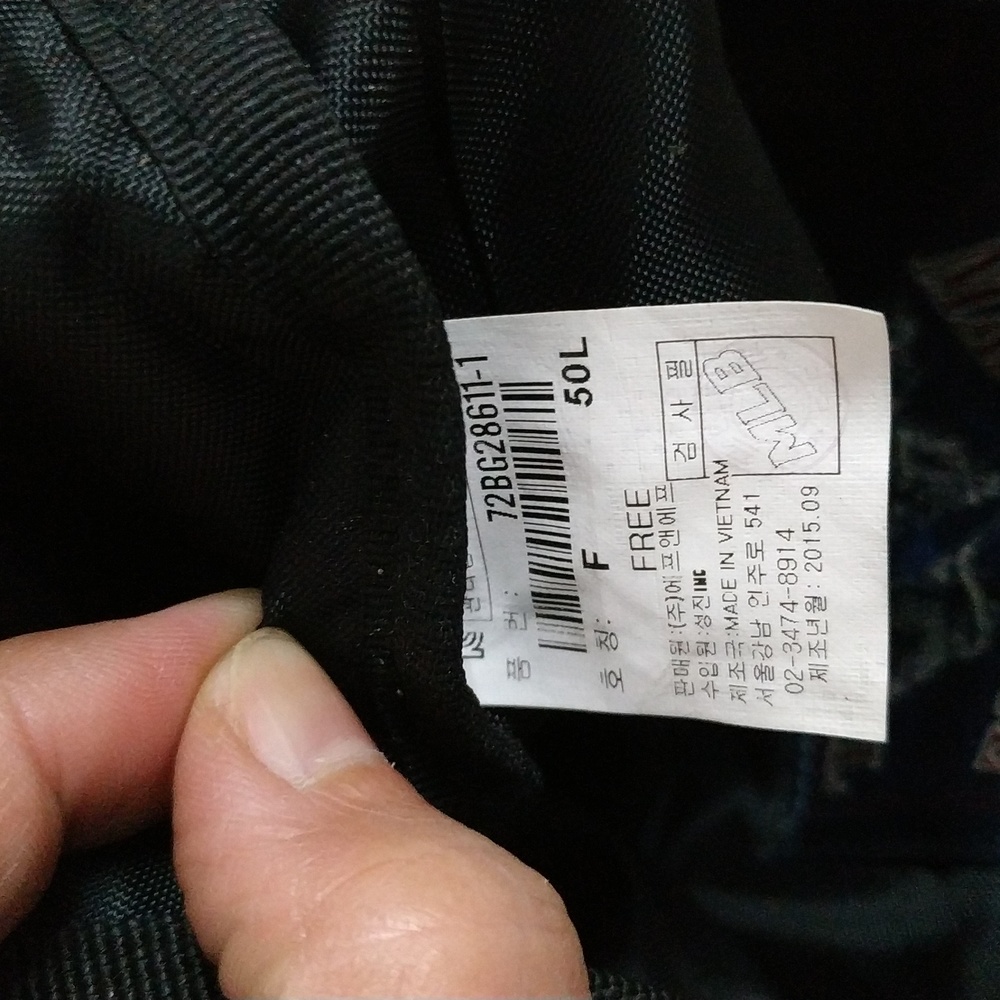 품 번: 72BG28611-1
50L
호 칭: F
FREE
판매원:(주)에프앤에프
수입원:성진INC
제조국:MADE IN VIETNAM
서울강남 언주로 541
02-3474-8914
제조년월: 2015.09
검 사 필
MLB